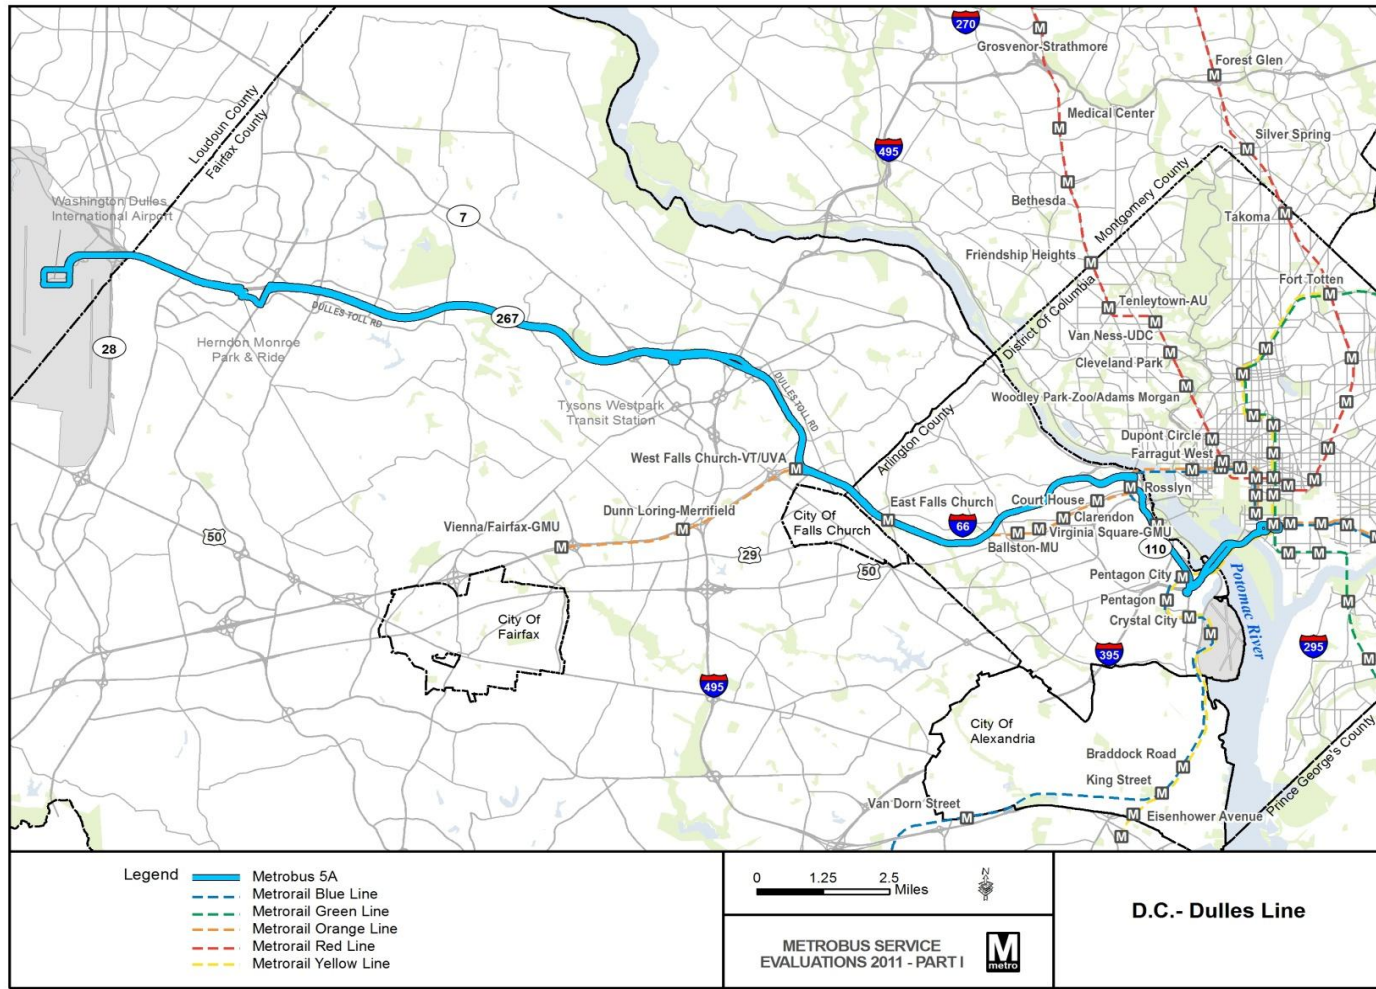 270
Grosvenor-Strathmore
Forest Glen
Medical Center
495
Silver Spring
Loudoun County
Fairfax County
Montgomery County
Bethesda
Washington Dulles
International Airport
7
Takoma
Friendship Heights
District Of Columbia
Fort Totten
Tenleytown-AU
DULLES TOLL RD
267
Van Ness-UDC
28
Herndon Monroe
Park & Ride
Cleveland Park
DULLES TOLL RD
Woodley Park-Zoo/Adams Morgan
Tysons Westpark
Transit Station
Arlington County
Dupont Circle
Farragut West
West Falls Church-VT/UVA
Rosslyn
East Falls Church
Court House
Dunn Loring-Merrifield
City Of
Falls Church
66
Clarendon
Vienna/Fairfax-GMU
Virginia Square-GMU
50
29
Ballston-MU
110
50
Pentagon City
Potomac River
Pentagon
City Of
Fairfax
Crystal City
395
295
495
City Of
Alexandria
Braddock Road
King Street
Prince George's County
Van Dorn Street
Eisenhower Avenue
M
Legend
Metrobus 5A
Metrorail Blue Line
Metrorail Green Line
Metrorail Orange Line
Metrorail Red Line
Metrorail Yellow Line
0 1.25 2.5
Miles
N
METROBUS SERVICE
EVALUATIONS 2011 - PART I
M
metro
D.C.- Dulles Line